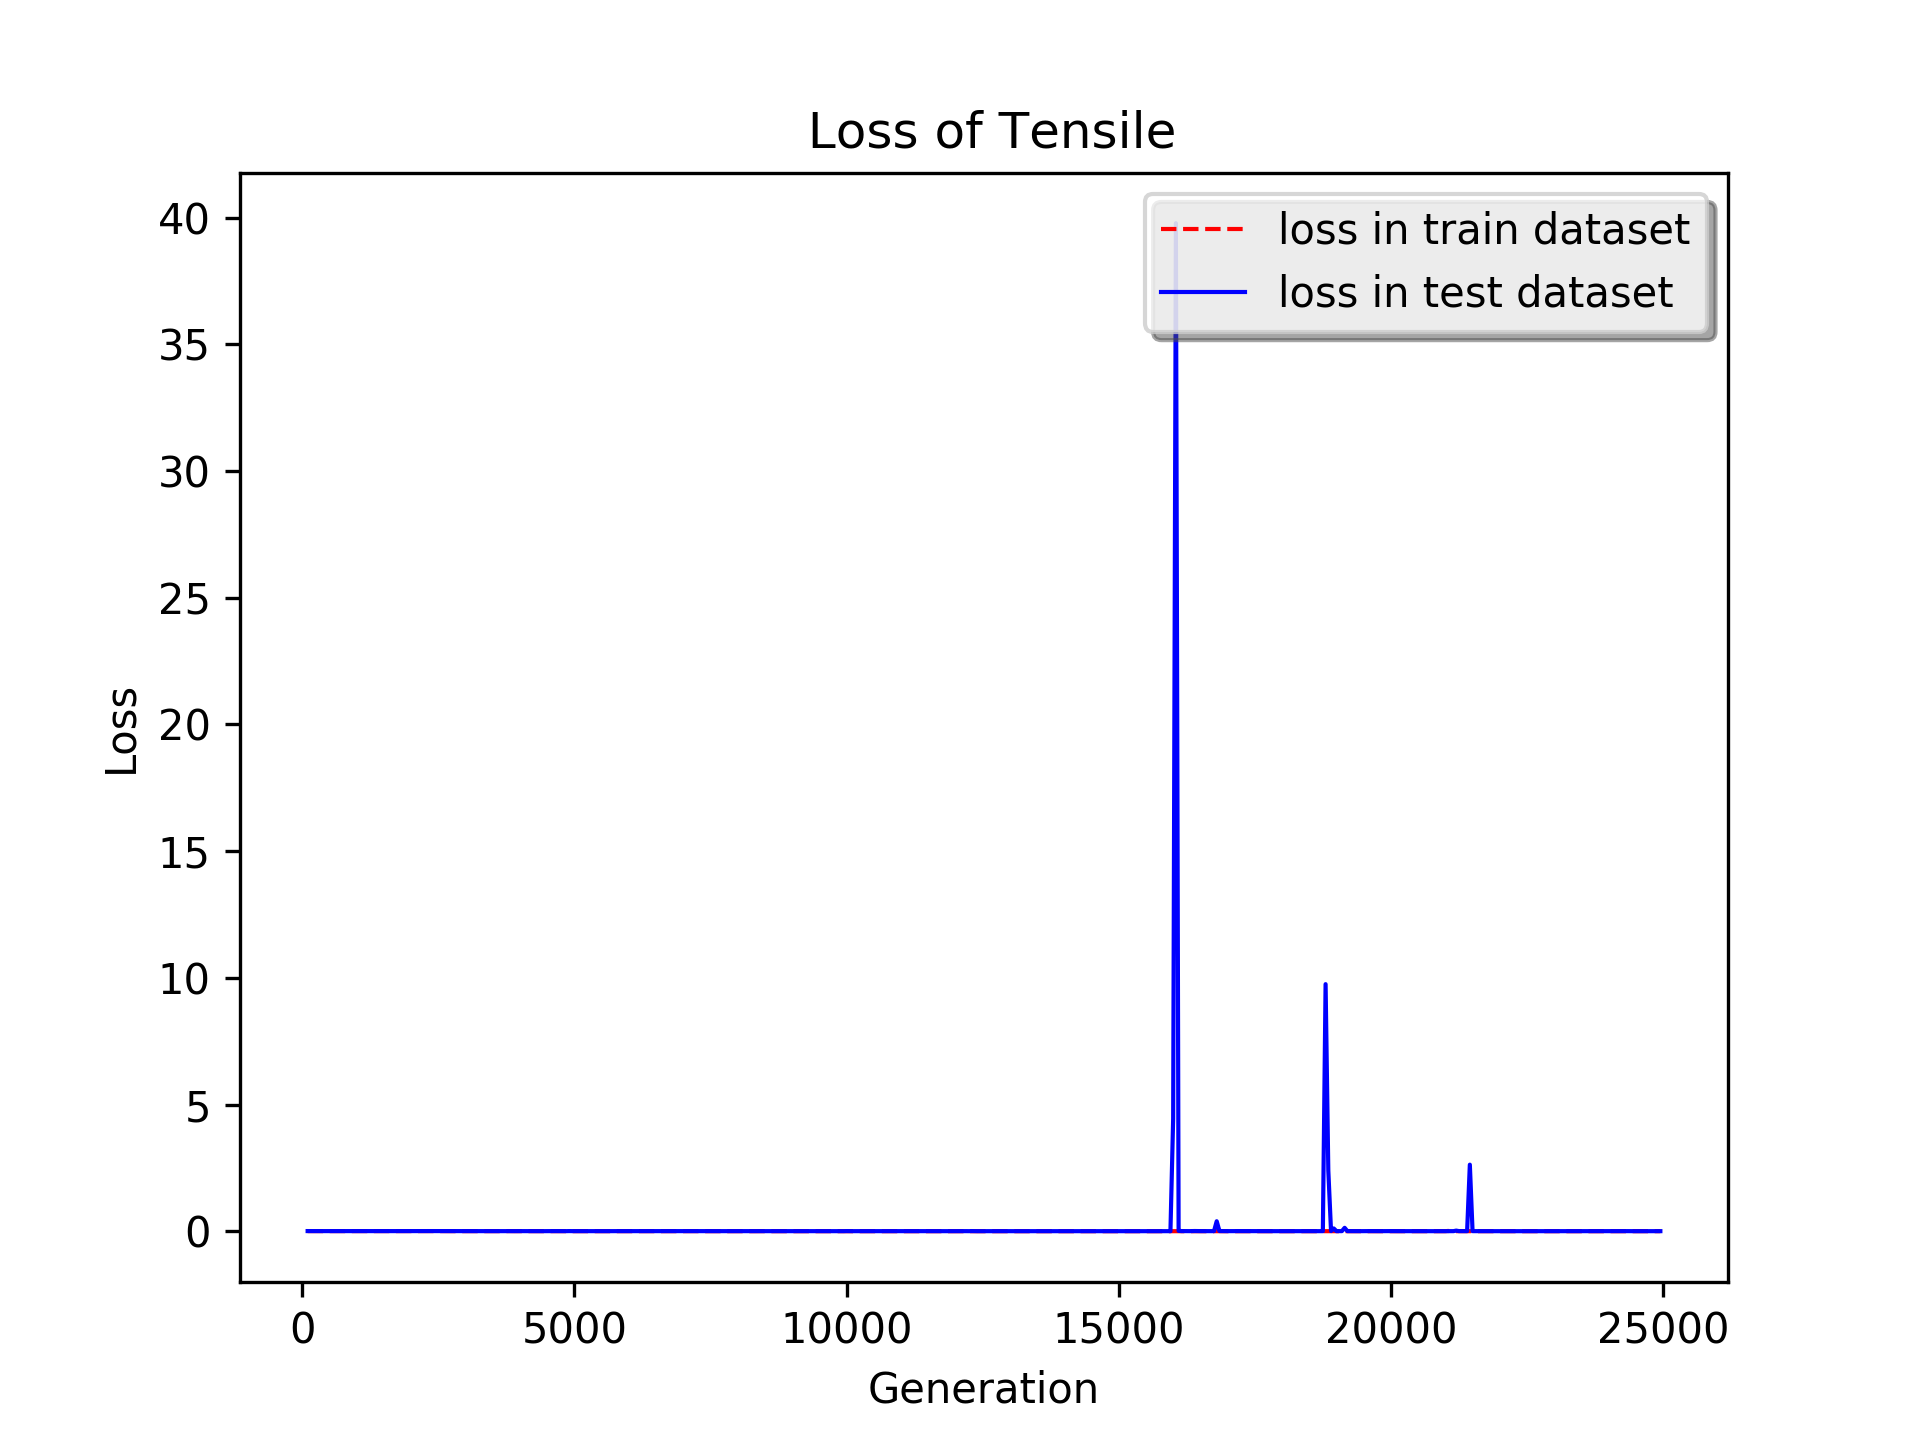 Loss of Tensile
loss in train dataset
loss in test dataset
40
35
30
25
20
15
10
5
0
Loss
0 5000 10000 15000 20000 25000
Generation